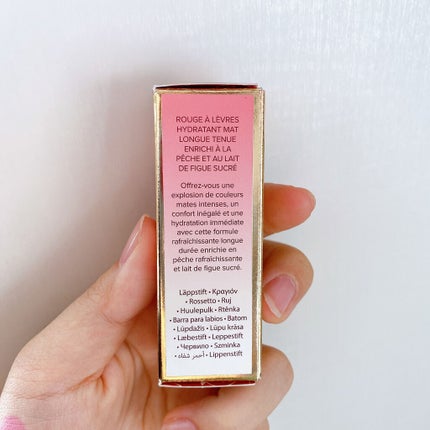 ROUGE À LÈVRES
HYDRATANT MAT
LONGUE TENUE
ENRICHI À LA
PÊCHE ET AU LAIT
DE FIGUE SUCRÉ
Offrez-vous une
explosion de couleurs
mates intenses, un
confort inégalé et une
hydratation immédiate
avec cette formule
rafraîchissante longue
durée enrichie en
pêche rafraîchissante
et lait de figue sucré.
Läppstift • Κραγιόν
• Rossetto • Ruj
• Huulepulk • Rtěnka
• Barra para labios • Batom
• Lūpdažis • Lūpu krāsa
• Læbestift • Leppestift
• Червило • Szminka
• أحمر شفاه • Lippenstift